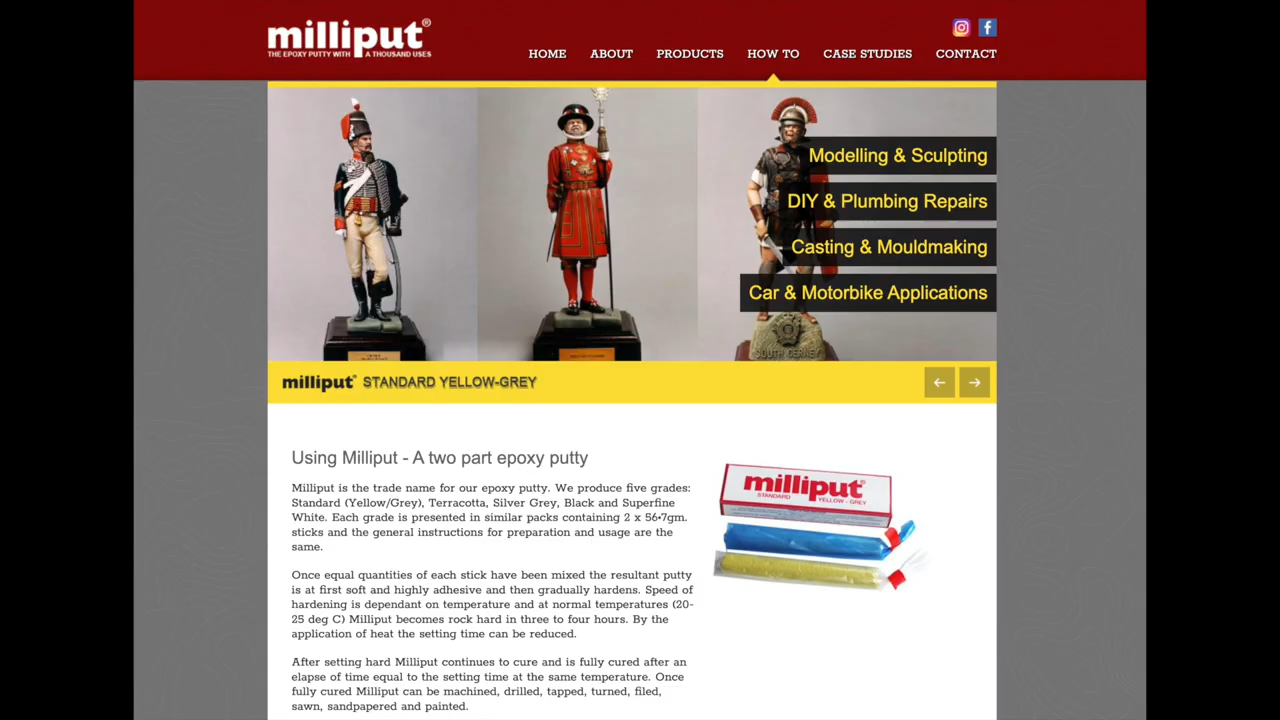 milliput®
THE EPOXY PUTTY WITH A THOUSAND USES
HOME ABOUT PRODUCTS HOW TO CASE STUDIES CONTACT
Modelling & Sculpting
DIY & Plumbing Repairs
Casting & Mouldmaking
Car & Motorbike Applications
SOUTH CERNEY
milliput® STANDARD YELLOW-GREY
Using Milliput - A two part epoxy putty
Milliput is the trade name for our epoxy putty. We produce five grades:
Standard (Yellow/Grey), Terracotta, Silver Grey, Black and Superfine
White. Each grade is presented in similar packs containing 2 x 56•7gm.
sticks and the general instructions for preparation and usage are the
same.
Once equal quantities of each stick have been mixed the resultant putty
is at first soft and highly adhesive and then gradually hardens. Speed of
hardening is dependant on temperature and at normal temperatures (20-
25 deg C) Milliput becomes rock hard in three to four hours. By the
application of heat the setting time can be reduced.
After setting hard Milliput continues to cure and is fully cured after an
elapse of time equal to the setting time at the same temperature. Once
fully cured Milliput can be machined, drilled, tapped, turned, filed,
sawn, sandpapered and painted.
milliput®
STANDARD YELLOW - GREY